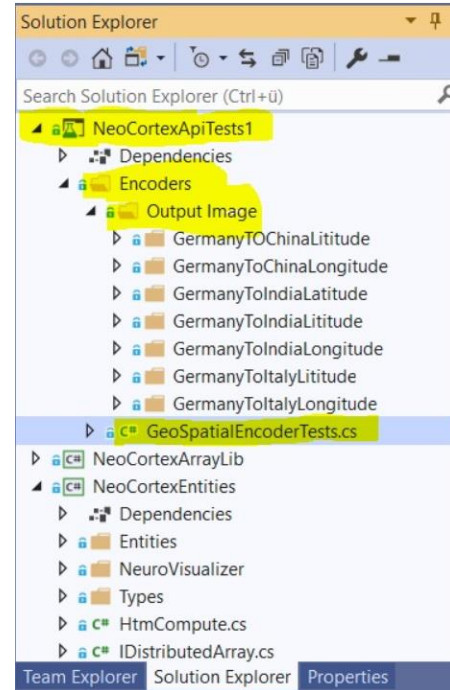 Solution Explorer
Search Solution Explorer (Ctrl+ü)
NeoCortexApiTests1
Dependencies
Encoders
Output Image
GermanyTOChinaLititude
GermanyToChinaLongitude
GermanyToIndiaLatitude
GermanyToIndiaLititude
GermanyToIndiaLongitude
GermanyToItalyLititude
GermanyToItalyLongitude
C# GeoSpatialEncoderTests.cs
C# NeoCortexArrayLib
C# NeoCortexEntities
Dependencies
Entities
NeuroVisualizer
Types
C# HtmCompute.cs
C# IDistributedArray.cs
Team Explorer Solution Explorer Properties